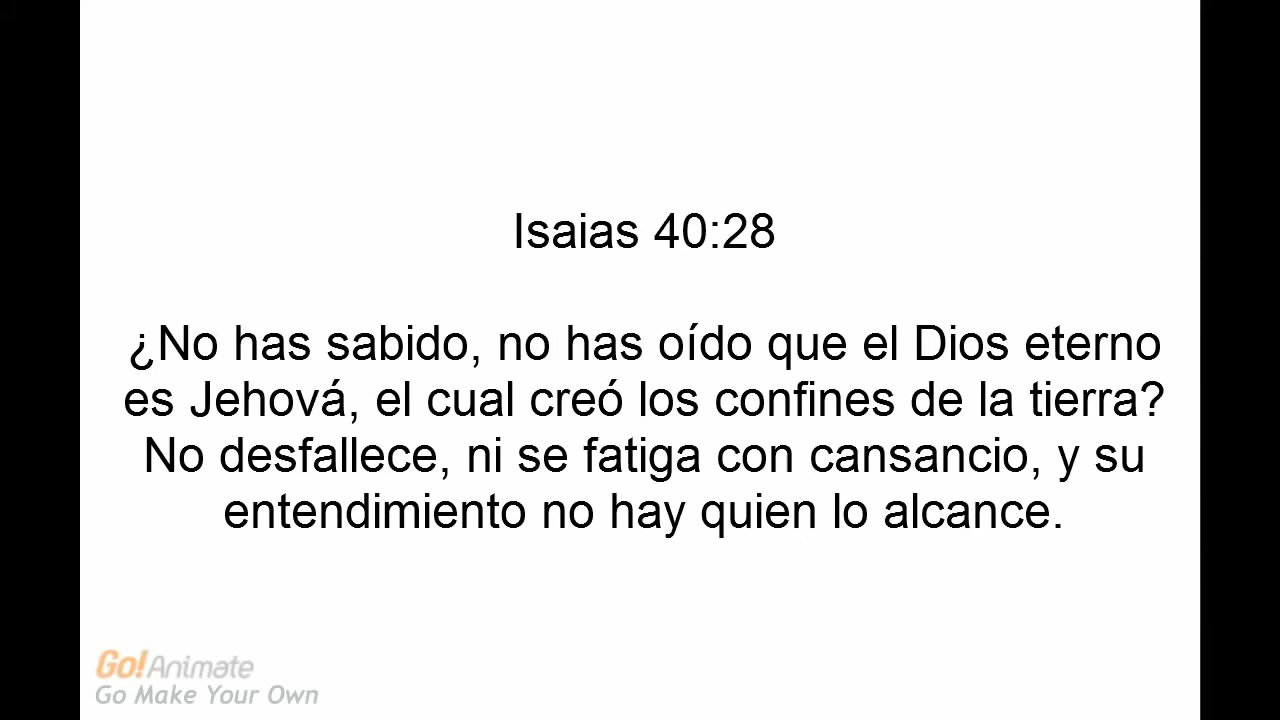 Isaias 40:28
¿No has sabido, no has oído que el Dios eterno
es Jehová, el cual creó los confines de la tierra?
No desfallece, ni se fatiga con cansancio, y su
entendimiento no hay quien lo alcance.
Go!Animate
Go Make Your Own